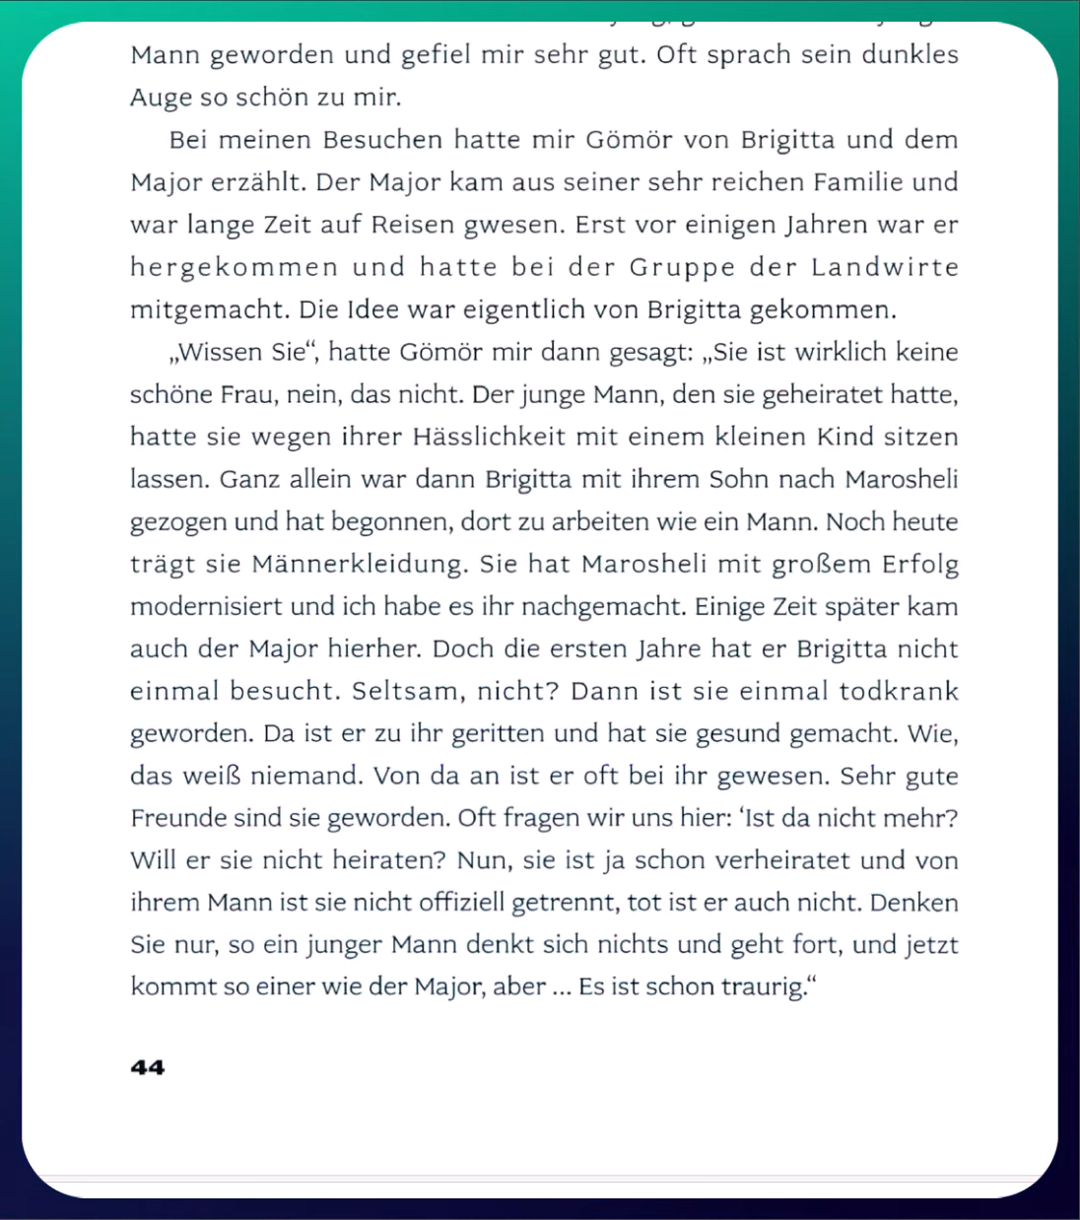 Mann geworden und gefiel mir sehr gut. Oft sprach sein dunkles
Auge so schön zu mir.
Bei meinen Besuchen hatte mir Gömör von Brigitta und dem
Major erzählt. Der Major kam aus seiner sehr reichen Familie und
war lange Zeit auf Reisen gwesen. Erst vor einigen Jahren war er
hergekommen und hatte bei der Gruppe der Landwirte
mitgemacht. Die Idee war eigentlich von Brigitta gekommen.
„Wissen Sie“, hatte Gömör mir dann gesagt: „Sie ist wirklich keine
schöne Frau, nein, das nicht. Der junge Mann, den sie geheiratet hatte,
hatte sie wegen ihrer Hässlichkeit mit einem kleinen Kind sitzen
lassen. Ganz allein war dann Brigitta mit ihrem Sohn nach Marosheli
gezogen und hat begonnen, dort zu arbeiten wie ein Mann. Noch heute
trägt sie Männerkleidung. Sie hat Marosheli mit großem Erfolg
modernisiert und ich habe es ihr nachgemacht. Einige Zeit später kam
auch der Major hierher. Doch die ersten Jahre hat er Brigitta nicht
einmal besucht. Seltsam, nicht? Dann ist sie einmal todkrank
geworden. Da ist er zu ihr geritten und hat sie gesund gemacht. Wie,
das weiß niemand. Von da an ist er oft bei ihr gewesen. Sehr gute
Freunde sind sie geworden. Oft fragen wir uns hier: ‘Ist da nicht mehr?
Will er sie nicht heiraten? Nun, sie ist ja schon verheiratet und von
ihrem Mann ist sie nicht offiziell getrennt, tot ist er auch nicht. Denken
Sie nur, so ein junger Mann denkt sich nichts und geht fort, und jetzt
kommt so einer wie der Major, aber ... Es ist schon traurig.“
44